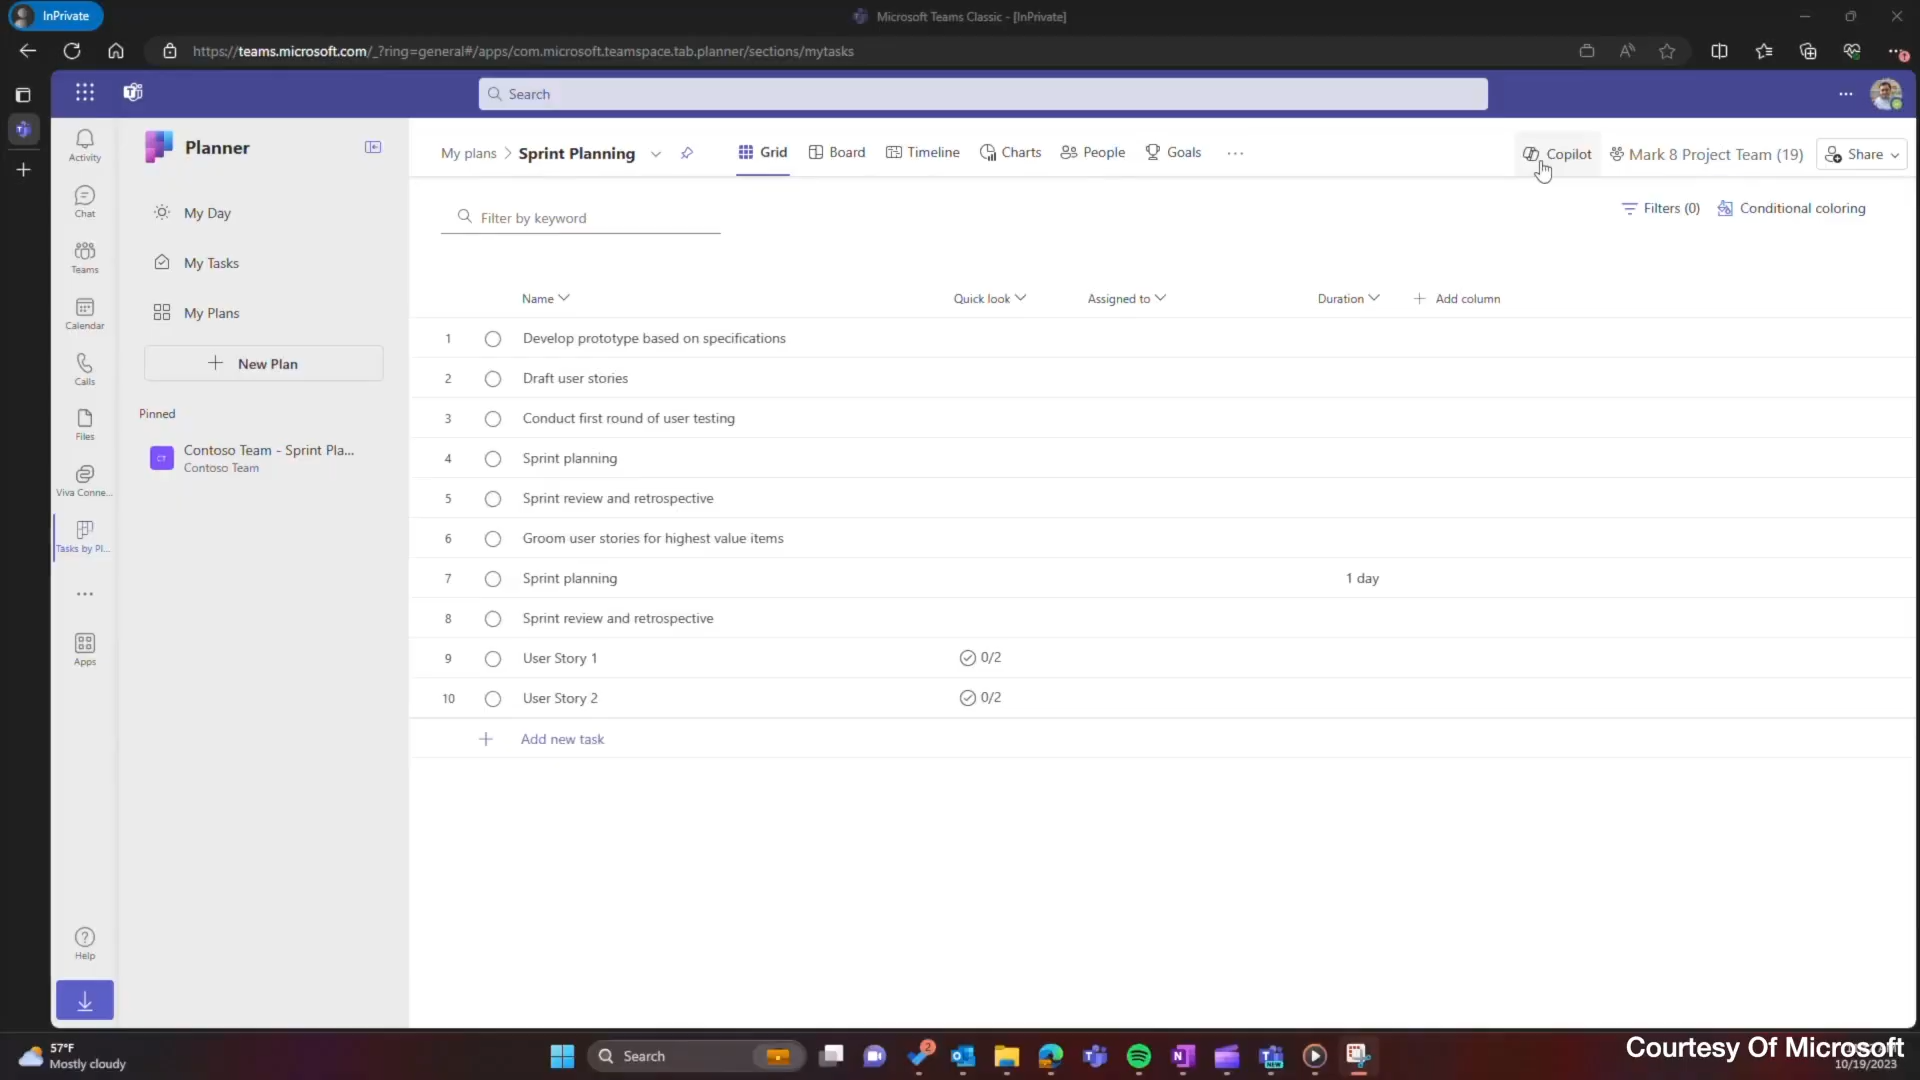 InPrivate
Microsoft Teams Classic - [InPrivate]
https://teams.microsoft.com/_?ring=general#/apps/com.microsoft.teamspace.tab.planner/sections/mytasks
Search
Activity
Chat
Teams
Calendar
Calls
Files
Viva Conne...
Tasks by Pl...
Apps
Help
Planner
My Day
My Tasks
My Plans
New Plan
Pinned
CT
Contoso Team - Sprint Pla...
Contoso Team
My plans > Sprint Planning
Grid
Board
Timeline
Charts
People
Goals
Copilot
Mark 8 Project Team (19)
Share
Filter by keyword
Filters (0)
Conditional coloring
Name Quick look Assigned to Duration Add column
1 Develop prototype based on specifications
2 Draft user stories
3 Conduct first round of user testing
4 Sprint planning
5 Sprint review and retrospective
6 Groom user stories for highest value items
7 Sprint planning 1 day
8 Sprint review and retrospective
9 User Story 1 0/2
10 User Story 2 0/2
Add new task
57°F
Mostly cloudy
Search
2
NEW
Courtesy Of Microsoft
10/19/2023